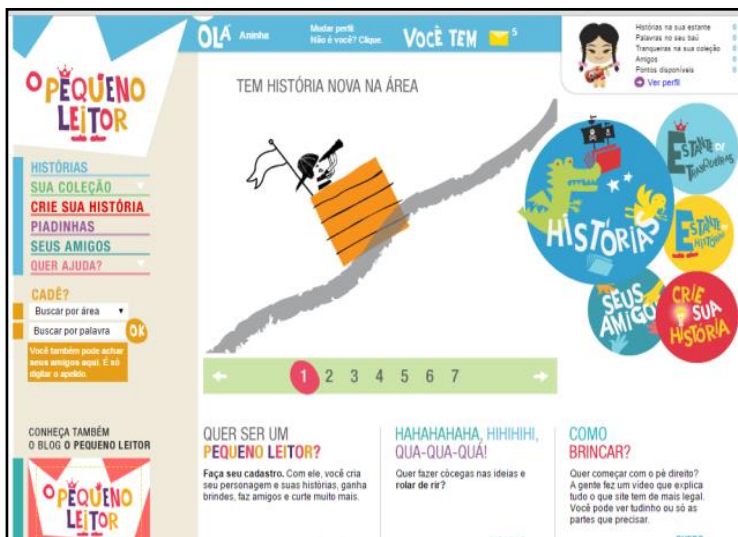 OLÁ Aninha
Mudar perfil.
Não é você? Clique.
VOCÊ TEM 5
Histórias na sua estante 0
Palavras no seu baú 0
Tranqueiras na sua coleção 0
Amigos 0
Pontos disponíveis 0
Ver perfil
O PEQUENO
LEITOR
HISTÓRIAS
SUA COLEÇÃO
CRIE SUA HISTÓRIA
PIADINHAS
SEUS AMIGOS
QUER AJUDA?
CADÊ?
Buscar por área
Buscar por palavra OK
Você também pode achar
seus amigos aqui. É só
digitar o apelido.
CONHEÇA TAMBÉM
O BLOG O PEQUENO LEITOR
O PEQUENO
LEITOR
TEM HISTÓRIA NOVA NA ÁREA
HISTÓRIAS
ESTANTE DE
TRANQUEIRAS
ESTANTE DE
HISTÓRIAS
SEUS
AMIGOS
CRIE
SUA
HISTÓRIA
1 2 3 4 5 6 7
QUER SER UM
PEQUENO LEITOR?
Faça seu cadastro. Com ele, você cria
seu personagem e suas histórias, ganha
brindes, faz amigos e curte muito mais.
HAHAHAHAHA, HIHIHIHI,
QUA-QUA-QUÁ!
Quer fazer cócegas nas ideias e
rolar de rir?
COMO
BRINCAR?
Quer começar com o pé direito?
A gente fez um vídeo que explica
tudo o que site tem de mais legal.
Você pode ver tudinho ou só as
partes que precisar.